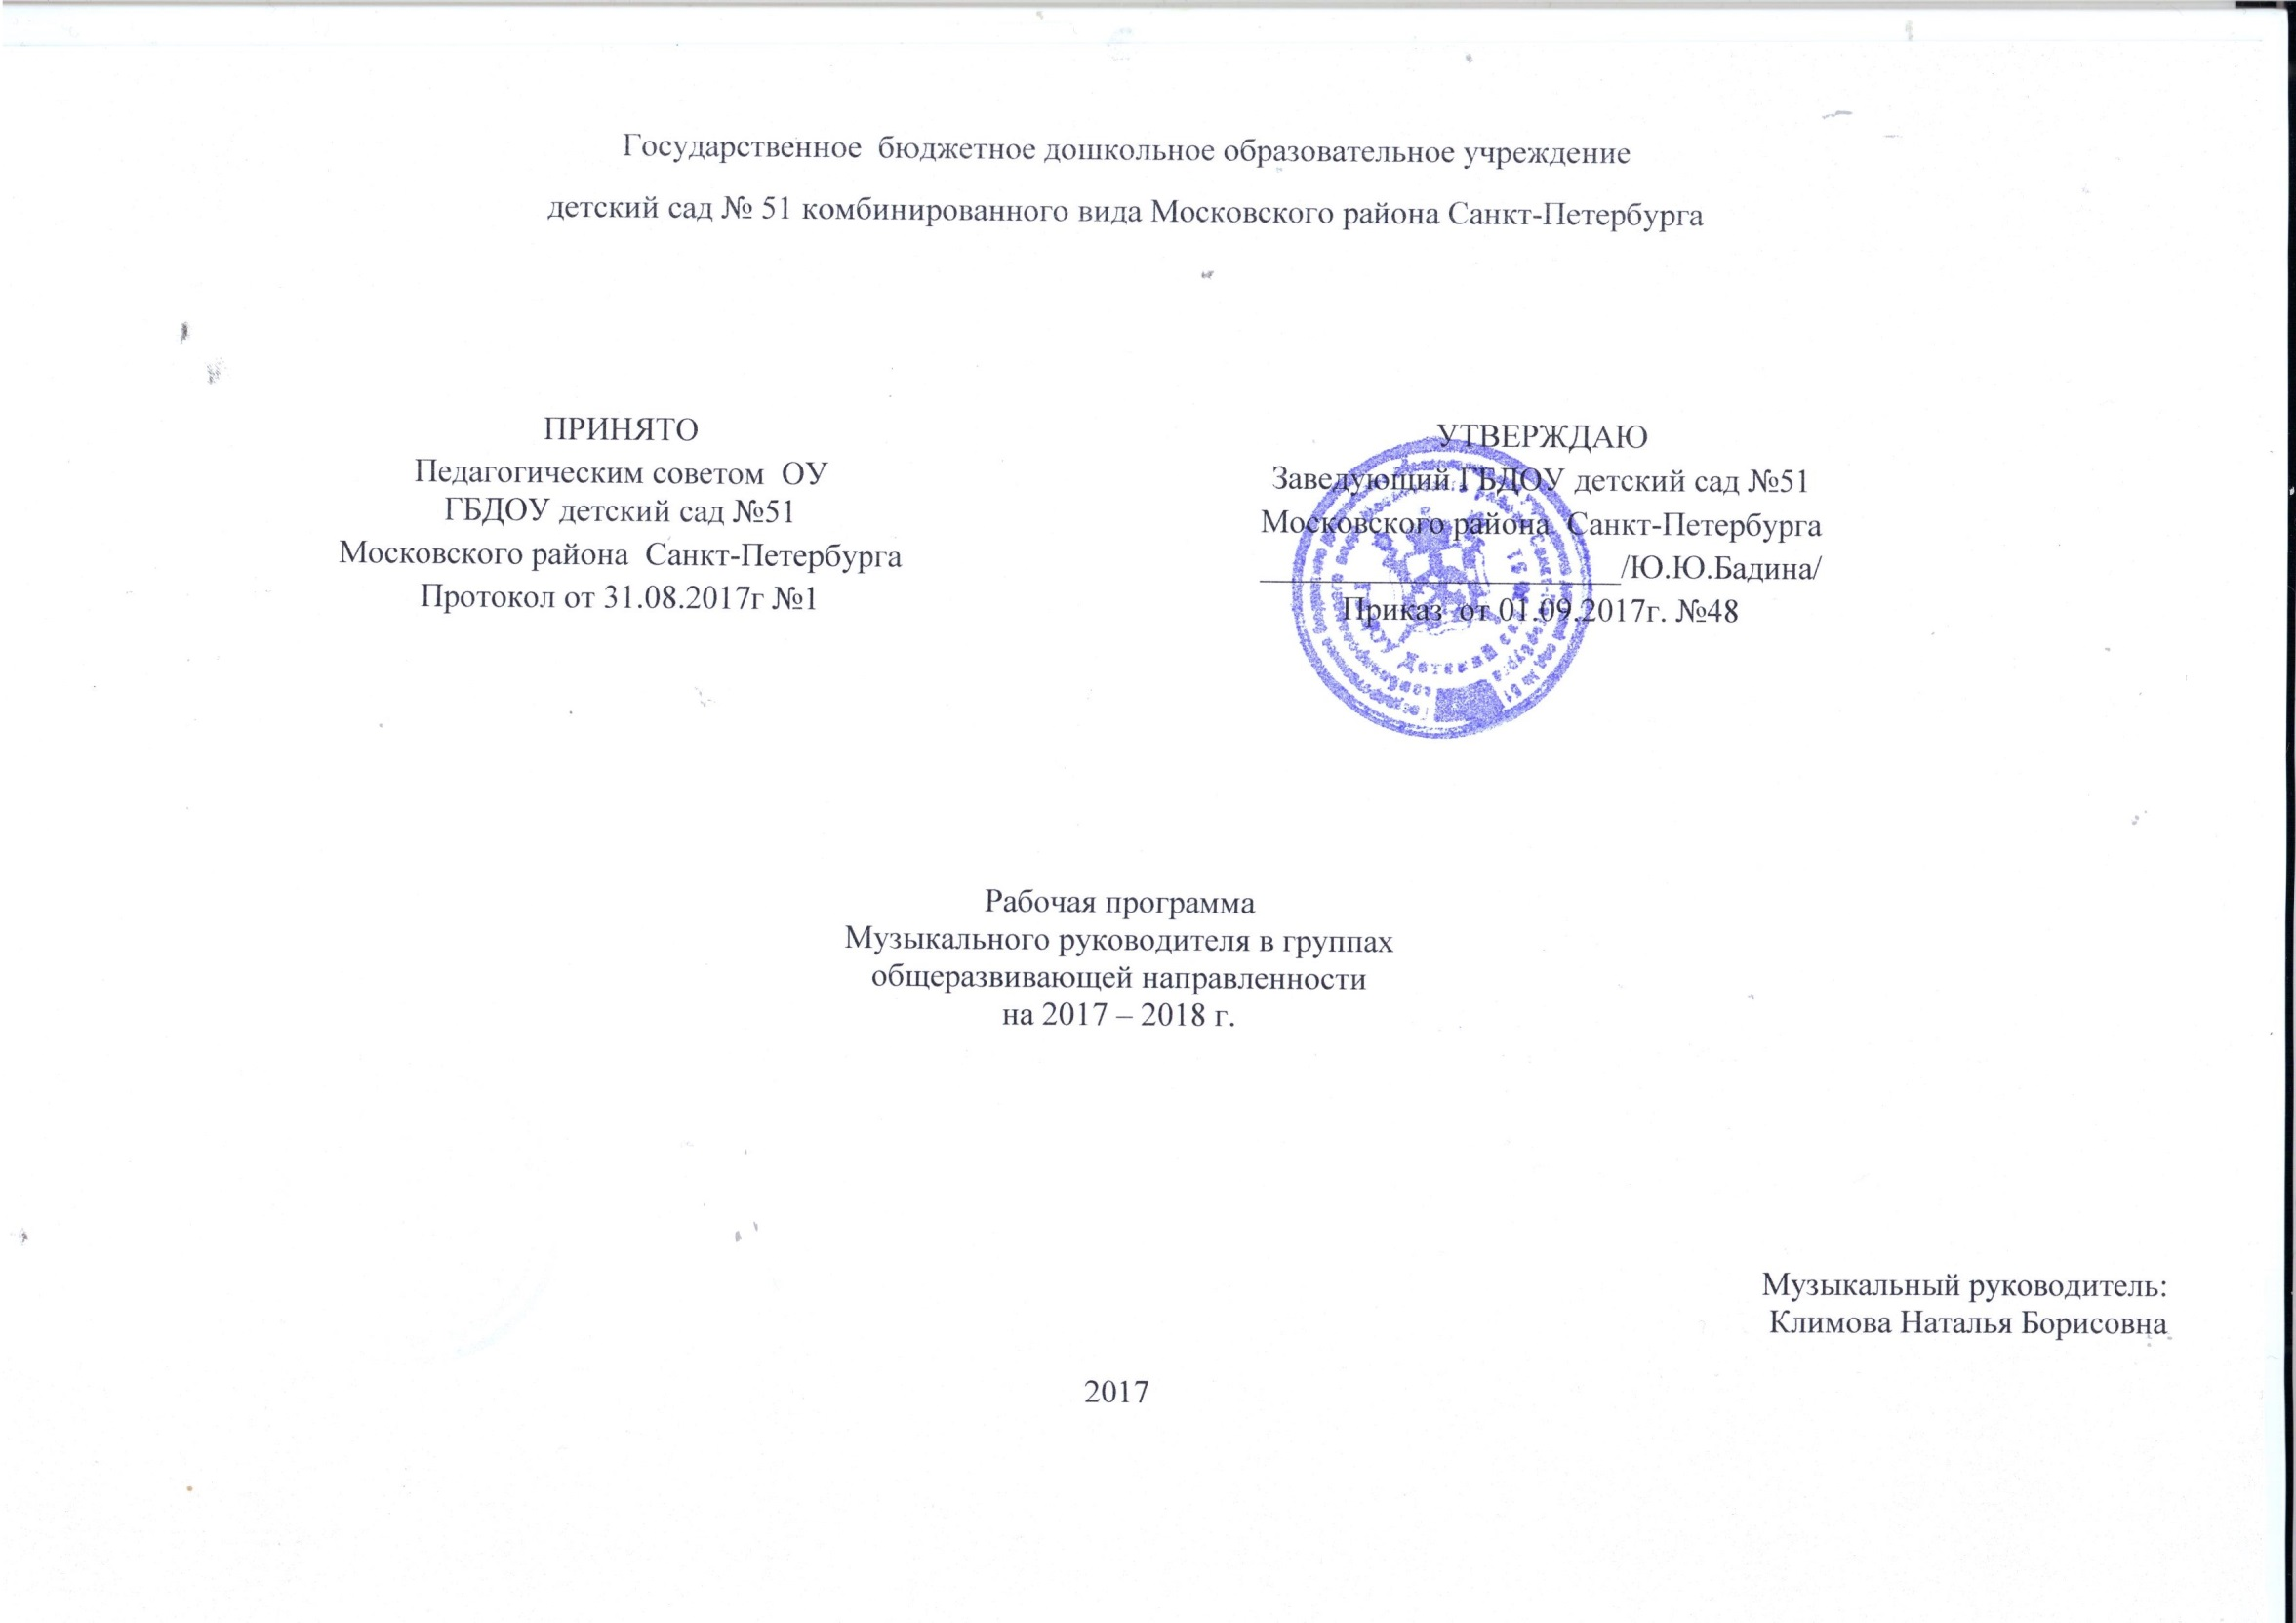 Государственное бюджетное дошкольное образовательное учреждение
детский сад № 51 комбинированного вида Московского района Санкт-Петербурга
ПРИНЯТО
Педагогическим советом ОУ
ГБДОУ детский сад №51
Московского района Санкт-Петербурга
Протокол от 31.08.2017г №1
УТВЕРЖДАЮ
Заведующий ГБДОУ детский сад №51
Московского района Санкт-Петербурга
/Ю.Ю.Бадина/
Приказ от 01.09.2017г. №48
Детский
Рабочая программа
Музыкального руководителя в группах
общеразвивающей направленности
на 2017 – 2018 г.
Музыкальный руководитель:
Климова Наталья Борисовна
2017